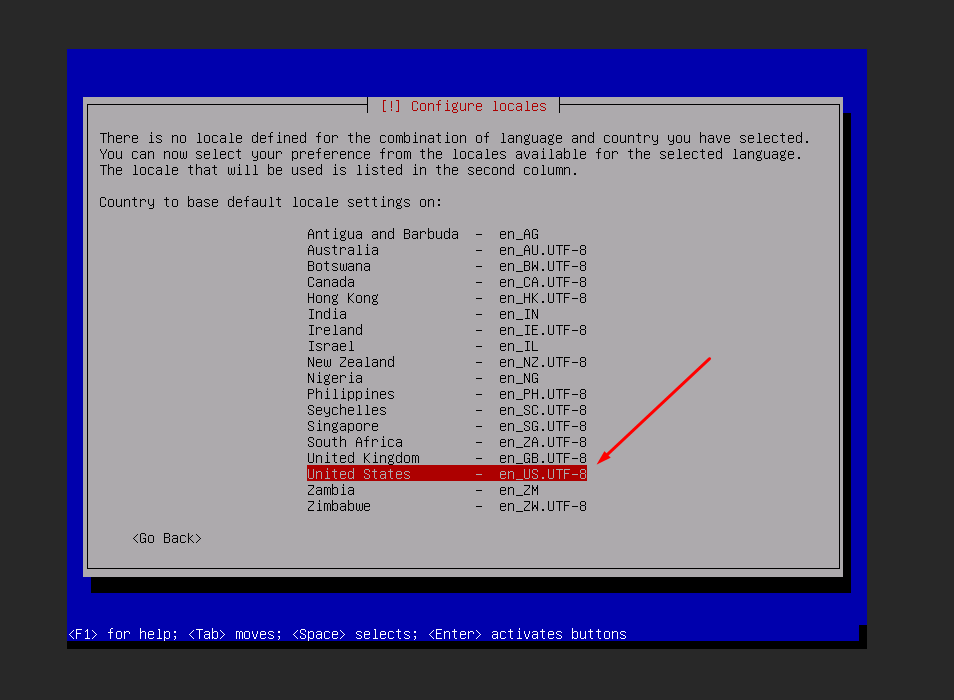 [!] Configure locales
There is no locale defined for the combination of language and country you have selected.
You can now select your preference from the locales available for the selected language.
The locale that will be used is listed in the second column.
Country to base default locale settings on:
Antigua and Barbuda - en_AG
Australia - en_AU.UTF-8
Botswana - en_BW.UTF-8
Canada - en_CA.UTF-8
Hong Kong - en_HK.UTF-8
India - en_IN
Ireland - en_IE.UTF-8
Israel - en_IL
New Zealand - en_NZ.UTF-8
Nigeria - en_NG
Philippines - en_PH.UTF-8
Seychelles - en_SC.UTF-8
Singapore - en_SG.UTF-8
South Africa - en_ZA.UTF-8
United Kingdom - en_GB.UTF-8
United States - en_US.UTF-8
Zambia - en_ZM
Zimbabwe - en_ZW.UTF-8
<Go Back>
<F1> for help; <Tab> moves; <Space> selects; <Enter> activates buttons